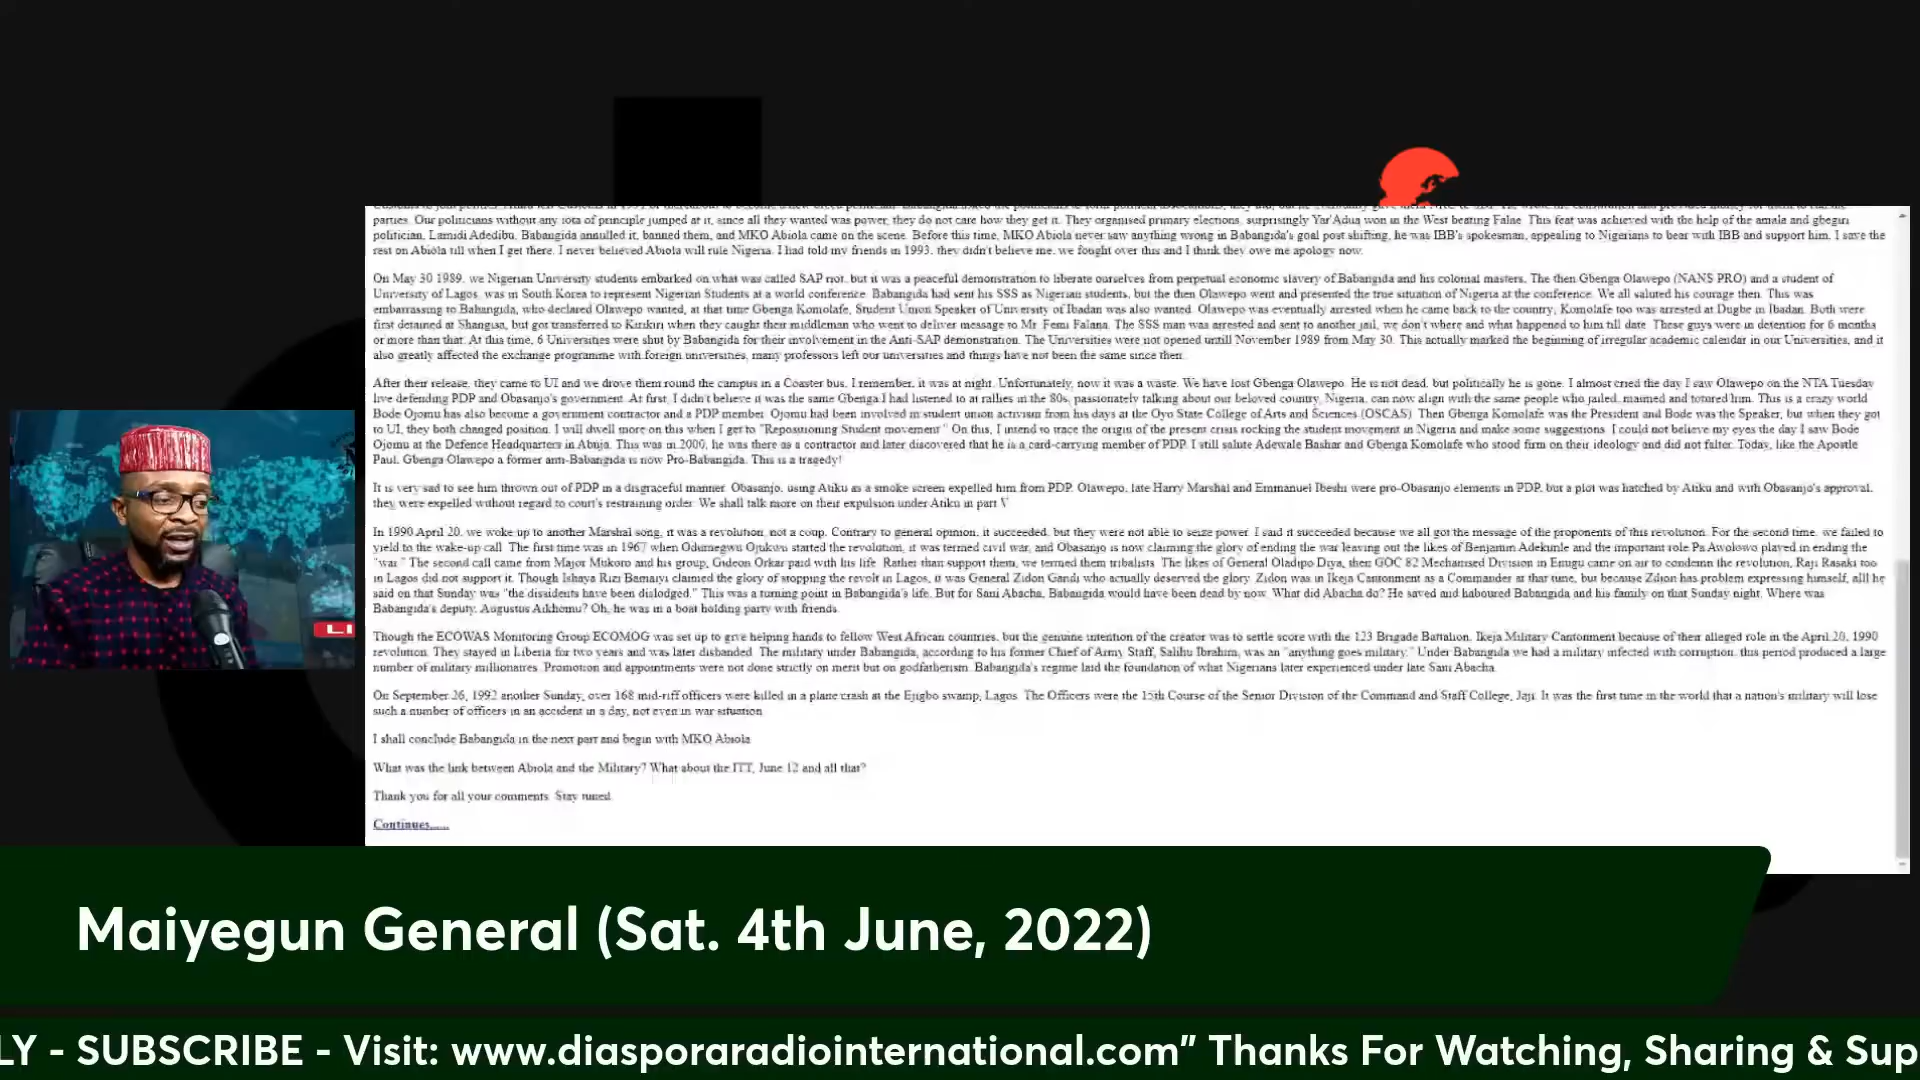 parties. Our politicians without any iota of principle jumped at it, since all they wanted was power, they do not care how they get it. They organised primary elections, surprisingly Yar'Adua won in the West beating Falae. This feat was achieved with the help of the amala and gbegiri
politician, Lamidi Adedibu. Babangida annulled it, banned them, and MKO Abiola came on the scene. Before this time, MKO Abiola never saw anything wrong in Babangida's goal post shifting, he was IBB's spokesman, appealing to Nigerians to bear with IBB and support him. I save the
rest on Abiola till when I get there. I never believed Abiola will rule Nigeria. I had told my friends in 1993, they didn't believe me, we fought over this and I think they owe me apology now.
On May 30 1989, we Nigerian University students embarked on what was called SAP riot, but it was a peaceful demonstration to liberate ourselves from perpetual economic slavery of Babangida and his colonial masters. The then Gbenga Olawepo (NANS PRO) and a student of
University of Lagos, was in South Korea to represent Nigerian Students at a world conference. Babangida had sent his SSS as Nigerian students, but the then Olawepo went and presented the true situation of Nigeria at the conference. We all saluted his courage then. This was
embarrassing to Babangida, who declared Olawepo wanted, at that time Gbenga Komolafe, Student Union Speaker of University of Ibadan was also wanted. Olawepo was eventually arrested when he came back to the country, Komolafe too was arrested at Dugbe in Ibadan. Both were
first detained at Shangisa, but got transferred to Kirikiri when they caught their middleman who went to deliver message to Mr. Femi Falana. The SSS man was arrested and sent to another jail, we don't where and what happened to him till date. These guys were in detention for 6 months
or more than that. At this time, 6 Universities were shut by Babangida for their involvement in the Anti-SAP demonstration. The Universities were not opened untill November 1989 from May 30. This actually marked the beginning of irregular academic calendar in our Universities, and it
also greatly affected the exchange programme with foreign universities, many professors left our universities and things have not been the same since then.
After their release, they came to UI and we drove them round the campus in a Coaster bus. I remember, it was at night. Unfortunately, now it was a waste. We have lost Gbenga Olawepo. He is not dead, but politically he is gone. I almost cried the day I saw Olawepo on the NTA Tuesday
live defending PDP and Obasanjo's government. At first, I didn't believe it was the same Gbenga I had listened to at rallies in the 80s, passionately talking about our beloved country, Nigeria, can now align with the same people who jailed, maimed and totored him. This is a crazy world
Bode Ojomu has also become a government contractor and a PDP member. Ojomu had been involved in student union activism from his days at the Oyo State College of Arts and Sciences (OSCAS). Then Gbenga Komolafe was the President and Bode was the Speaker, but when they got
to UI, they both changed position. I will dwell more on this when I get to "Repositioning Student movement." On this, I intend to trace the origin of the present crisis rocking the student movement in Nigeria and make some suggestions. I could not believe my eyes the day I saw Bode
Ojomu at the Defence Headquarters in Abuja. This was in 2000, he was there as a contractor and later discovered that he is a card-carrying member of PDP. I still salute Adewale Bashar and Gbenga Komolafe who stood firm on their ideology and did not falter. Today, like the Apostle
Paul, Gbenga Olawepo a former anti-Babangida is now Pro-Babangida. This is a tragedy!
It is very sad to see him thrown out of PDP in a disgraceful manner. Obasanjo, using Atiku as a smoke screen expelled him from PDP. Olawepo, late Harry Marshal and Emmanuel Ibeshi were pro-Obasanjo elements in PDP, but a plot was hatched by Atiku and with Obasanjo's approval,
they were expelled without regard to court's restraining order. We shall talk more on their expulsion under Atiku in part V
In 1990 April 20, we woke up to another Marshal song, it was a revolution, not a coup. Contrary to general opinion, it succeeded, but they were not able to seize power. I said it succeeded because we all got the message of the proponents of this revolution. For the second time, we failed to
yield to the wake-up call. The first time was in 1967 when Odumegwu Ojukwu started the revolution, it was termed civil war, and Obasanjo is now claiming the glory of ending the war leaving out the likes of Benjamin Adekunle and the important role Pa Awolowo played in ending the
"war." The second call came from Major Mukoro and his group, Gideon Orkar paid with his life. Rather than support them, we termed them tribalists. The likes of General Oladipo Diya, then GOC 82 Mechanised Division in Enugu came on air to condemn the revolution, Raji Rasaki too
in Lagos did not support it. Though Ishaya Rizi Bamaiyi claimed the glory of stopping the revolt in Lagos, it was General Zidon Gandi who actually deserved the glory. Zidon was in Ikeja Cantonment as a Commander at that time, but because Zidon has problem expressing himself, alll he
said on that Sunday was "the dissidents have been dislodged." This was a turning point in Babangida's life. But for Sani Abacha, Babangida would have been dead by now. What did Abacha do? He saved and haboured Babangida and his family on that Sunday night. Where was
Babangida's deputy, Augustus Aikhomu? Oh, he was in a boat holding party with friends.
Though the ECOWAS Monitoring Group ECOMOG was set up to give helping hands to fellow West African countries, but the genuine intention of the creator was to settle score with the 123 Brigade Battalion, Ikeja Military Cantonment because of their alleged role in the April 20, 1990
revolution. They stayed in Liberia for two years and was later disbanded. The military under Babangida, according to his former Chief of Army Staff, Salihu Ibrahim, was an "anything goes military." Under Babangida we had a military infected with corruption, this period produced a large
number of military millionaires. Promotion and appointments were not done strictly on merit but on godfatherism. Babangida's regime laid the foundation of what Nigerians later experienced under late Sani Abacha.
On September 26, 1992 another Sunday, over 168 mid-riff officers were killed in a plane crash at the Ejigbo swamp, Lagos. The Officers were the 15th Course of the Senior Division of the Command and Staff College, Jaji. It was the first time in the world that a nation's military will lose
such a number of officers in an accident in a day, not even in war situation.
I shall conclude Babangida in the next part and begin with MKO Abiola
What was the link between Abiola and the Military? What about the ITT, June 12 and all that?
Thank you for all your comments. Stay tuned.
Continues......
LI
Maiyegun General (Sat. 4th June, 2022)
LY - SUBSCRIBE - Visit: www.diasporaradiointernational.com” Thanks For Watching, Sharing & Sup